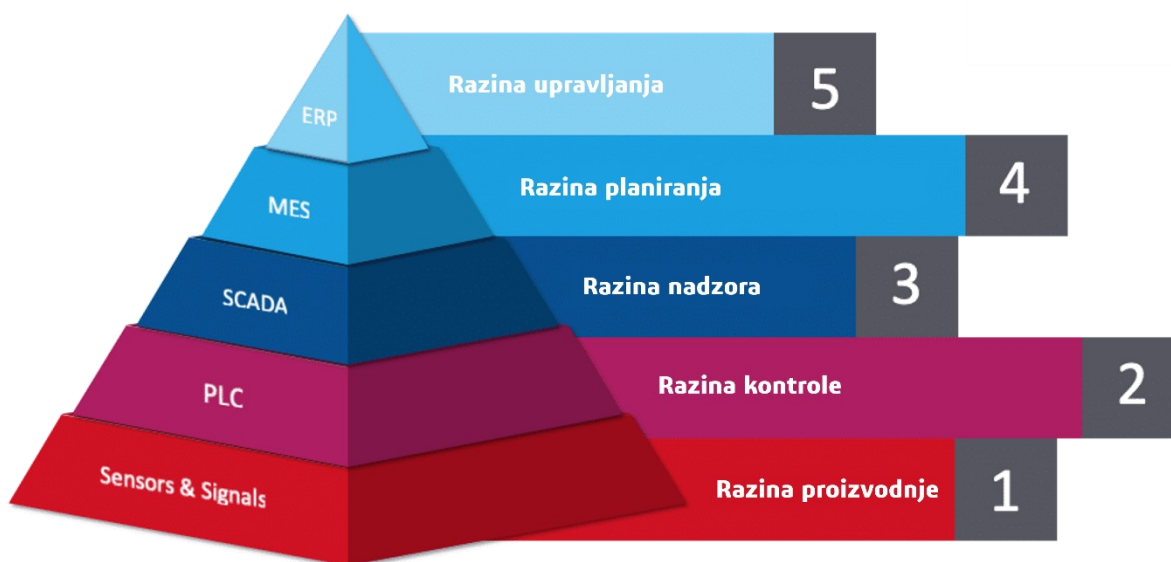 ERP
Razina upravljanja
5
MES
Razina planiranja
4
SCADA
Razina nadzora
3
PLC
Razina kontrole
2
Sensors & Signals
Razina proizvodnje
1